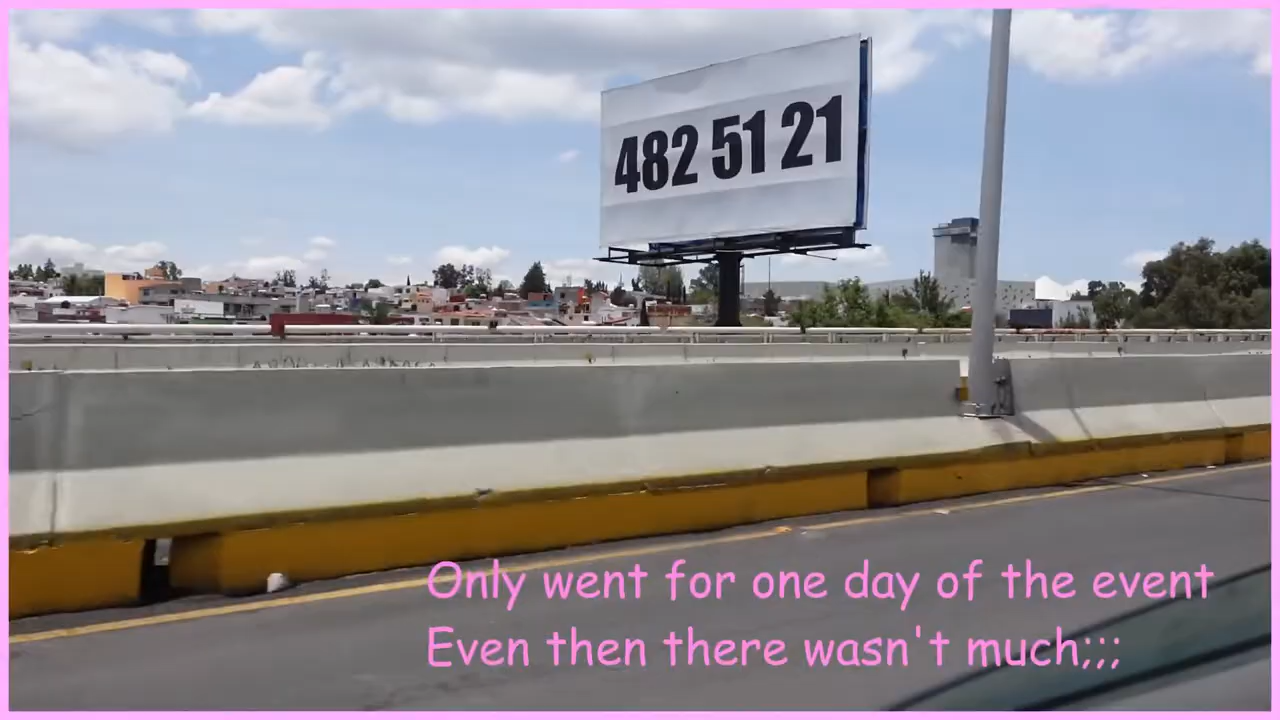 482 51 21
Only went for one day of the event
Even then there wasn't much;;;